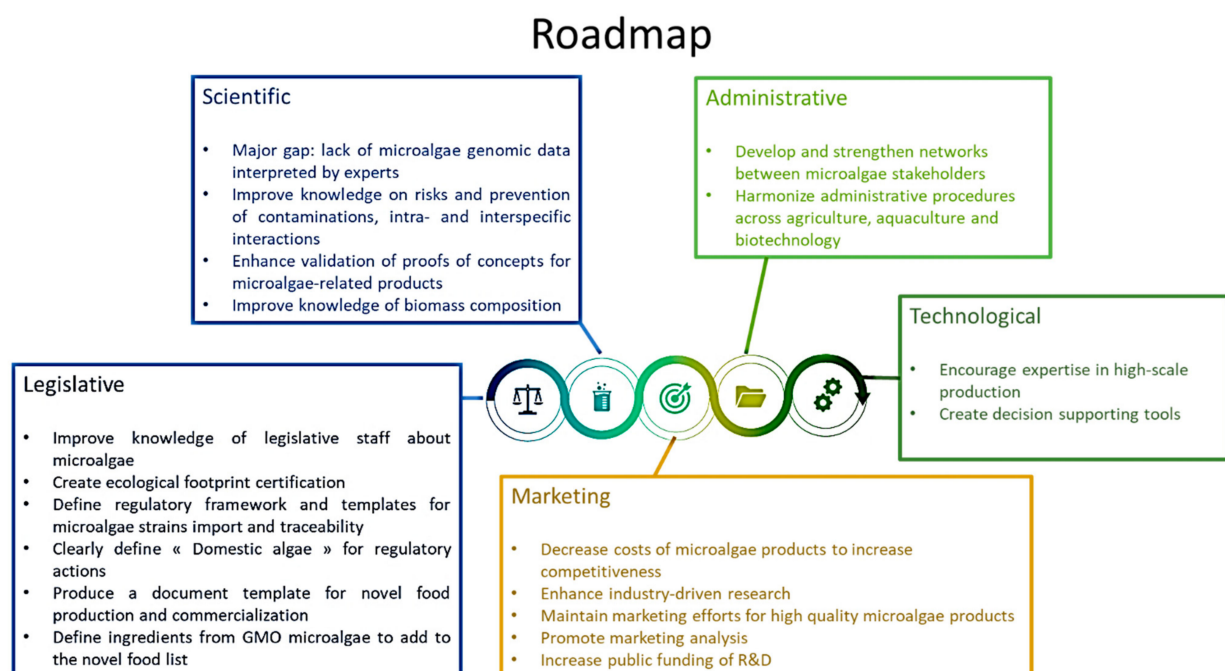 Roadmap
Scientific
• Major gap: lack of microalgae genomic data
interpreted by experts
• Improve knowledge on risks and prevention
of contaminations, intra- and interspecific
interactions
• Enhance validation of proofs of concepts for
microalgae-related products
• Improve knowledge of biomass composition
Administrative
• Develop and strengthen networks
between microalgae stakeholders
• Harmonize administrative procedures
across agriculture, aquaculture and
biotechnology
Technological
• Encourage expertise in high-scale
production
• Create decision supporting tools
Legislative
• Improve knowledge of legislative staff about
microalgae
• Create ecological footprint certification
• Define regulatory framework and templates for
microalgae strains import and traceability
• Clearly define « Domestic algae » for regulatory
actions
• Produce a document template for novel food
production and commercialization
• Define ingredients from GMO microalgae to add to
the novel food list
Marketing
• Decrease costs of microalgae products to increase
competitiveness
• Enhance industry-driven research
• Maintain marketing efforts for high quality microalgae products
• Promote marketing analysis
• Increase public funding of R&D